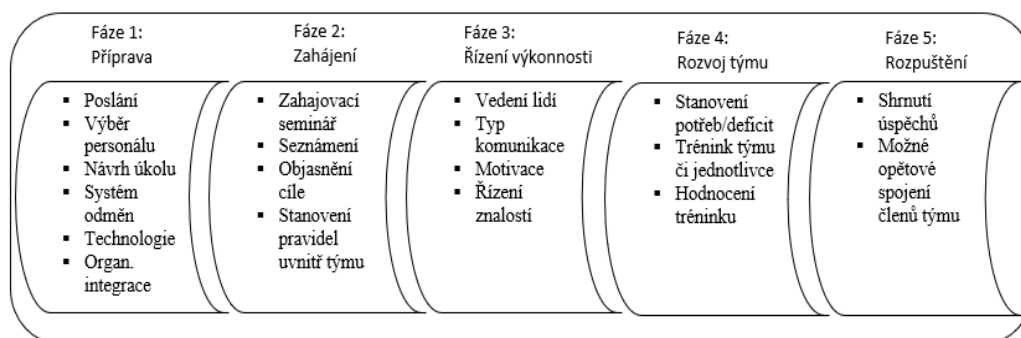 Fáze 1:
Příprava
▪ Poslání
▪ Výběr
personálu
▪ Návrh úkolu
▪ Systém
odměn
▪ Technologie
▪ Organ.
integrace
Fáze 2:
Zahájení
▪ Zahajovací
seminář
▪ Seznámení
▪ Objasnění
cíle
▪ Stanovení
pravidel
uvnitř týmu
Fáze 3:
Řízení výkonnosti
▪ Vedení lidí
▪ Typ
komunikace
▪ Motivace
▪ Řízení
znalostí
Fáze 4:
Rozvoj týmu
▪ Stanovení
potřeb/deficit
▪ Trénink týmu
či jednotlivce
▪ Hodnocení
tréninku
Fáze 5:
Rozpuštění
▪ Shrnutí
úspěchů
▪ Možné
opětové
spojení
členů týmu